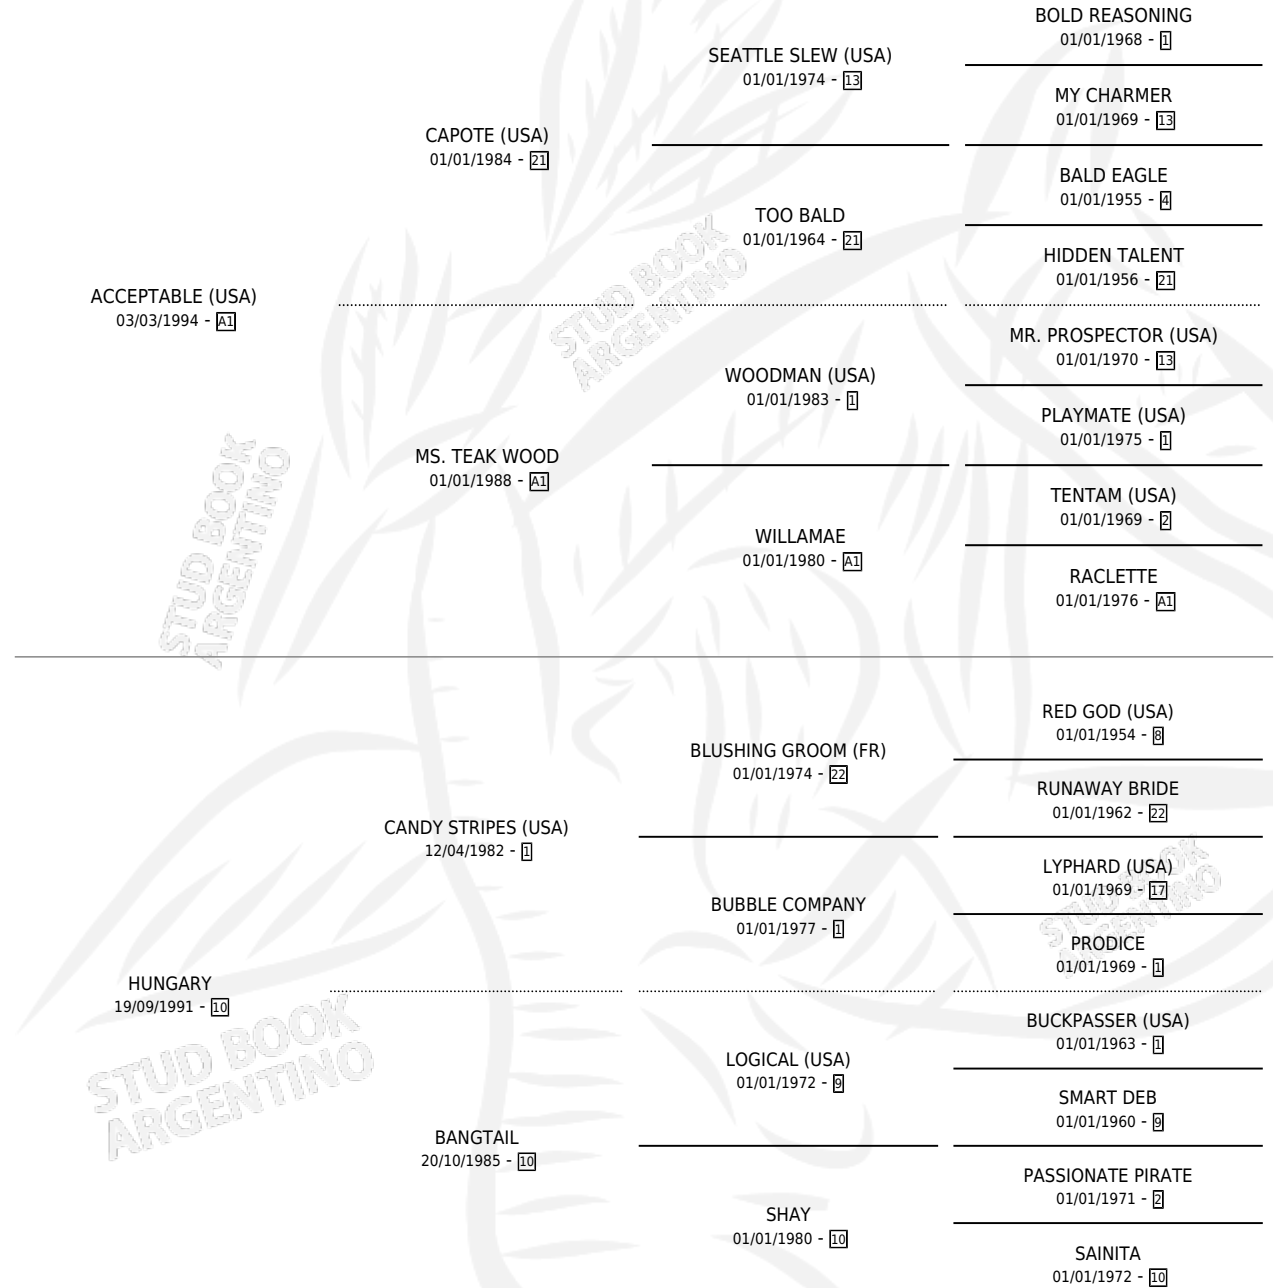 BOLD REASONING
01/01/1968 - 1
SEATTLE SLEW (USA)
01/01/1974 - 13
MY CHARMER
01/01/1969 - 13
CAPOTE (USA)
01/01/1984 - 21
BALD EAGLE
01/01/1955 - 4
TOO BALD
01/01/1964 - 21
HIDDEN TALENT
01/01/1956 - 21
ACCEPTABLE (USA)
03/03/1994 - A1
MR. PROSPECTOR (USA)
01/01/1970 - 13
WOODMAN (USA)
01/01/1983 - 1
PLAYMATE (USA)
01/01/1975 - 1
MS. TEAK WOOD
01/01/1988 - A1
TENTAM (USA)
01/01/1969 - 2
WILLAMAE
01/01/1980 - A1
RACLETTE
01/01/1976 - A1
STUD BOOK
ARGENTINO
STUD BOOK
ARGENTINO
RED GOD (USA)
01/01/1954 - 8
BLUSHING GROOM (FR)
01/01/1974 - 22
RUNAWAY BRIDE
01/01/1962 - 22
CANDY STRIPES (USA)
12/04/1982 - 1
LYPHARD (USA)
01/01/1969 - 17
BUBBLE COMPANY
01/01/1977 - 1
PRODICE
01/01/1969 - 1
HUNGARY
19/09/1991 - 10
BUCKPASSER (USA)
01/01/1963 - 1
LOGICAL (USA)
01/01/1972 - 9
SMART DEB
01/01/1960 - 9
BANGTAIL
20/10/1985 - 10
PASSIONATE PIRATE
01/01/1971 - 2
SHAY
01/01/1980 - 10
SAINITA
01/01/1972 - 10
STUD BOOK
ARGENTINO
STUD BOOK
ARGENTINO